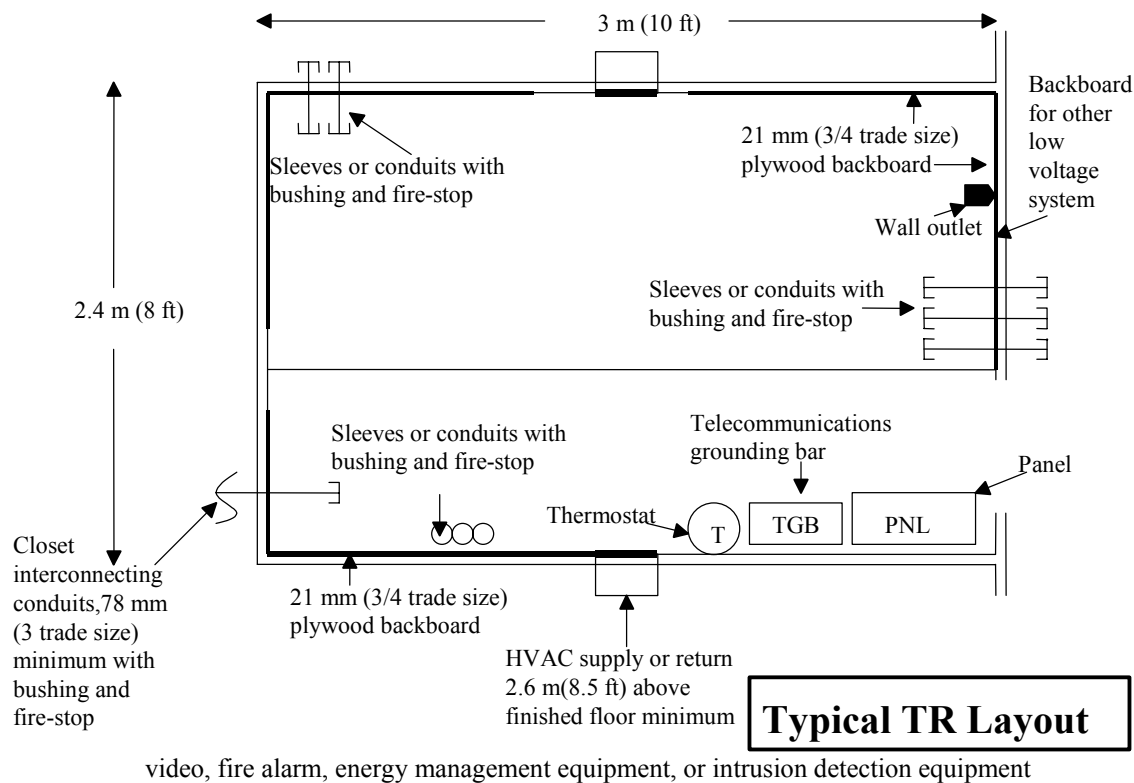 3 m (10 ft)
Backboard
for other
low
voltage
system
21 mm (3/4 trade size)
plywood backboard
Sleeves or conduits with
bushing and fire-stop
Wall outlet
2.4 m (8 ft)
Sleeves or conduits with
bushing and fire-stop
Telecommunications
grounding bar
Sleeves or conduits with
bushing and fire-stop
Panel
Thermostat
T
TGB
PNL
Closet
interconnecting
conduits,78 mm
(3 trade size)
minimum with
bushing and
fire-stop
21 mm (3/4 trade size)
plywood backboard
HVAC supply or return
2.6 m(8.5 ft) above
finished floor minimum
Typical TR Layout
video, fire alarm, energy management equipment, or intrusion detection equipment